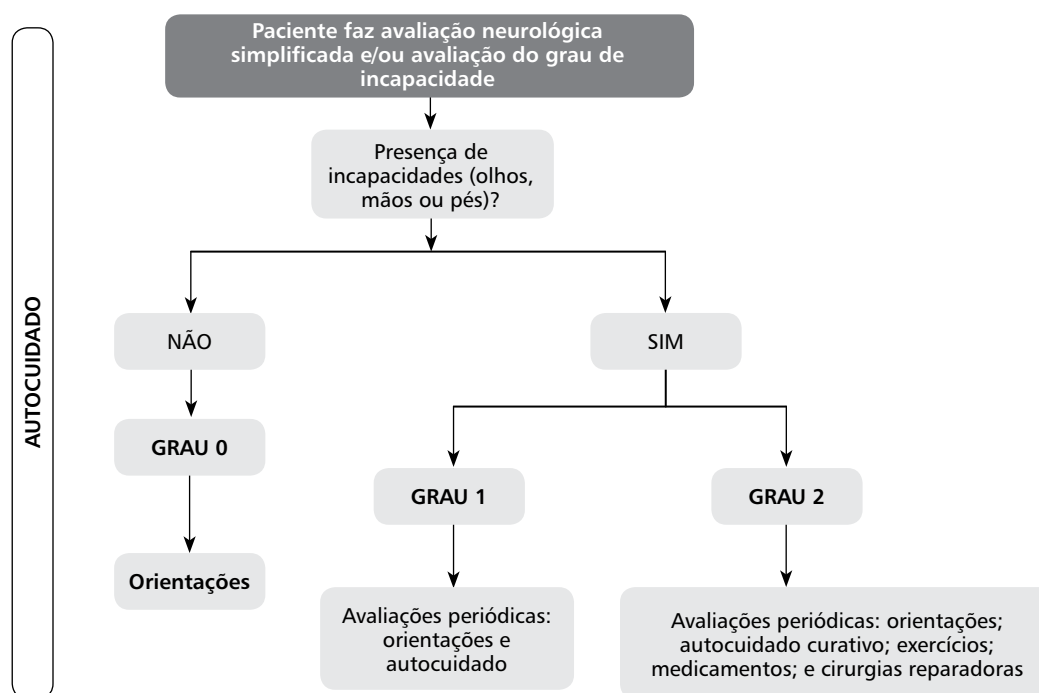 AUTOCUIDADO
Paciente faz avaliação neurológica
simplificada e/ou avaliação do grau de
incapacidade
Presença de
incapacidades (olhos,
mãos ou pés)?
NÃO
SIM
GRAU 0
GRAU 1
GRAU 2
Orientações
Avaliações periódicas:
orientações e
autocuidado
Avaliações periódicas: orientações;
autocuidado curativo; exercícios;
medicamentos; e cirurgias reparadoras